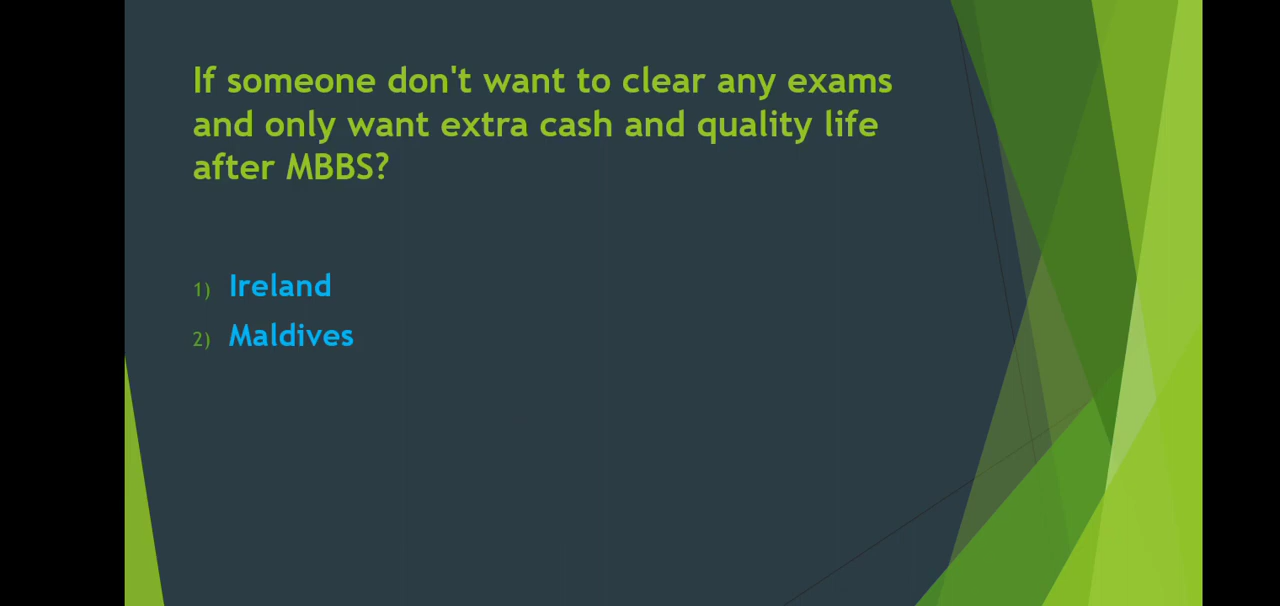 If someone don't want to clear any exams
and only want extra cash and quality life
after MBBS?
1) Ireland
2) Maldives